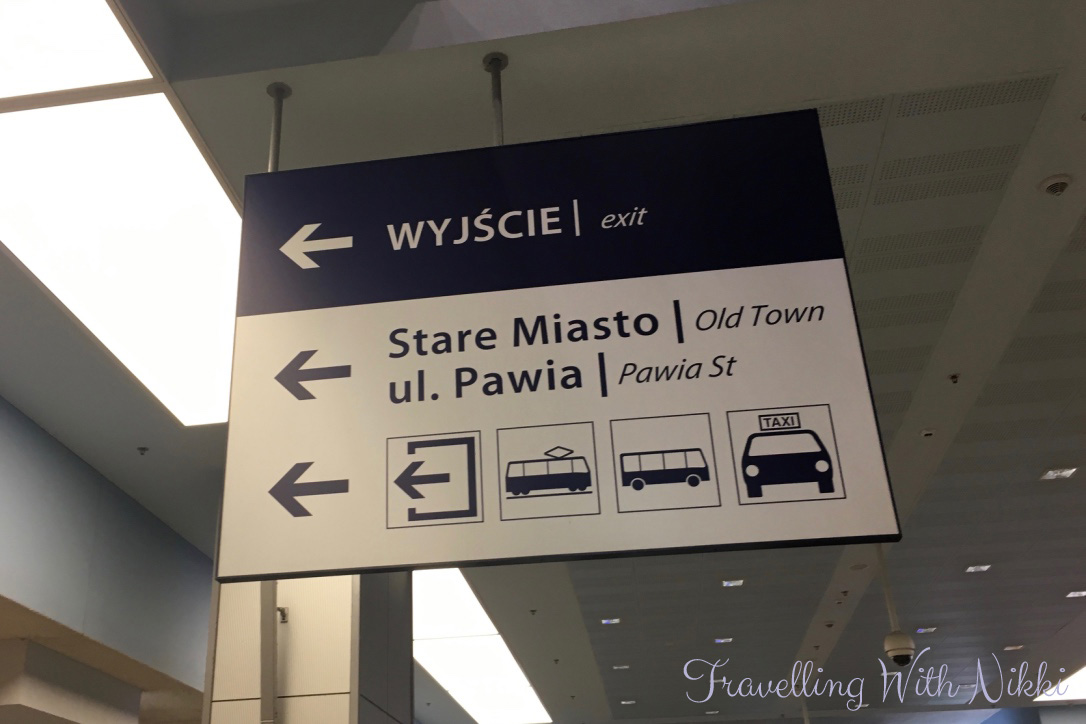 WYJŚCIE | exit
Stare Miasto | Old Town
ul. Pawia | Pawia St
TAXI
Travelling With Nikki